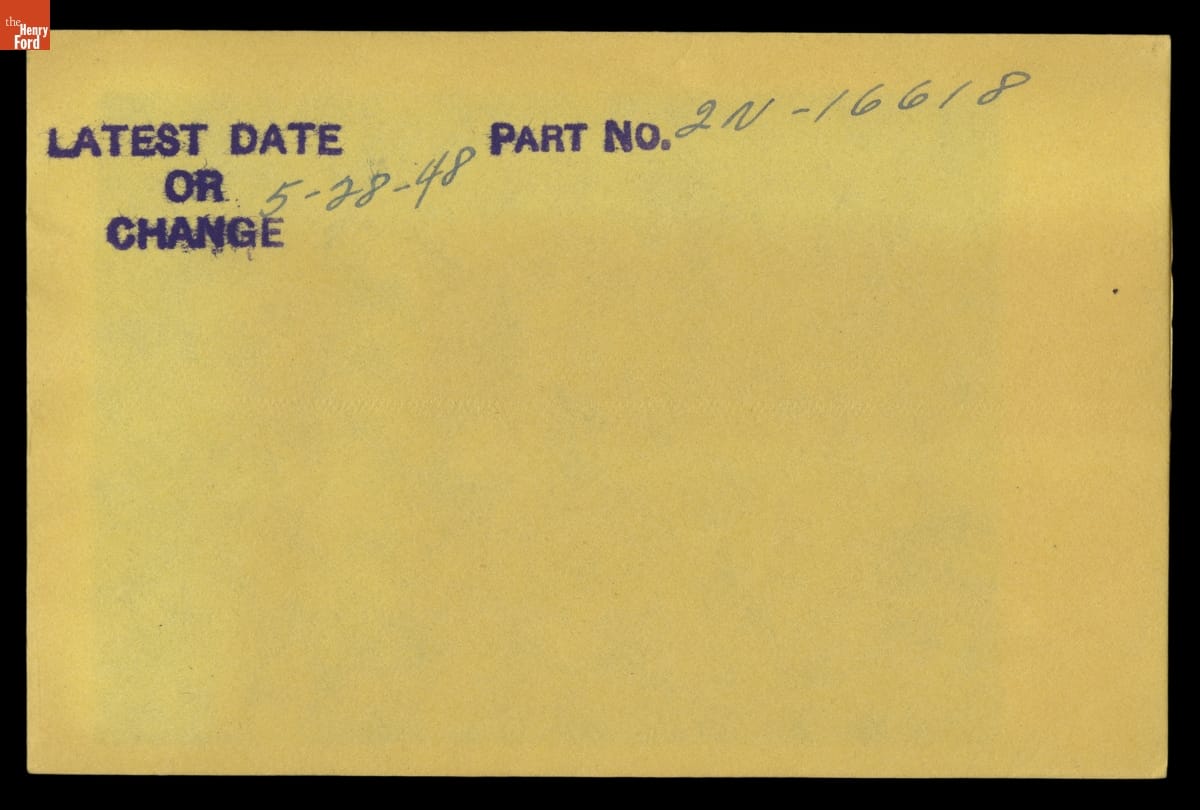 the
Henry
Ford
LATEST DATE
OR
CHANGE
5-28-48
PART NO. 2N-16618